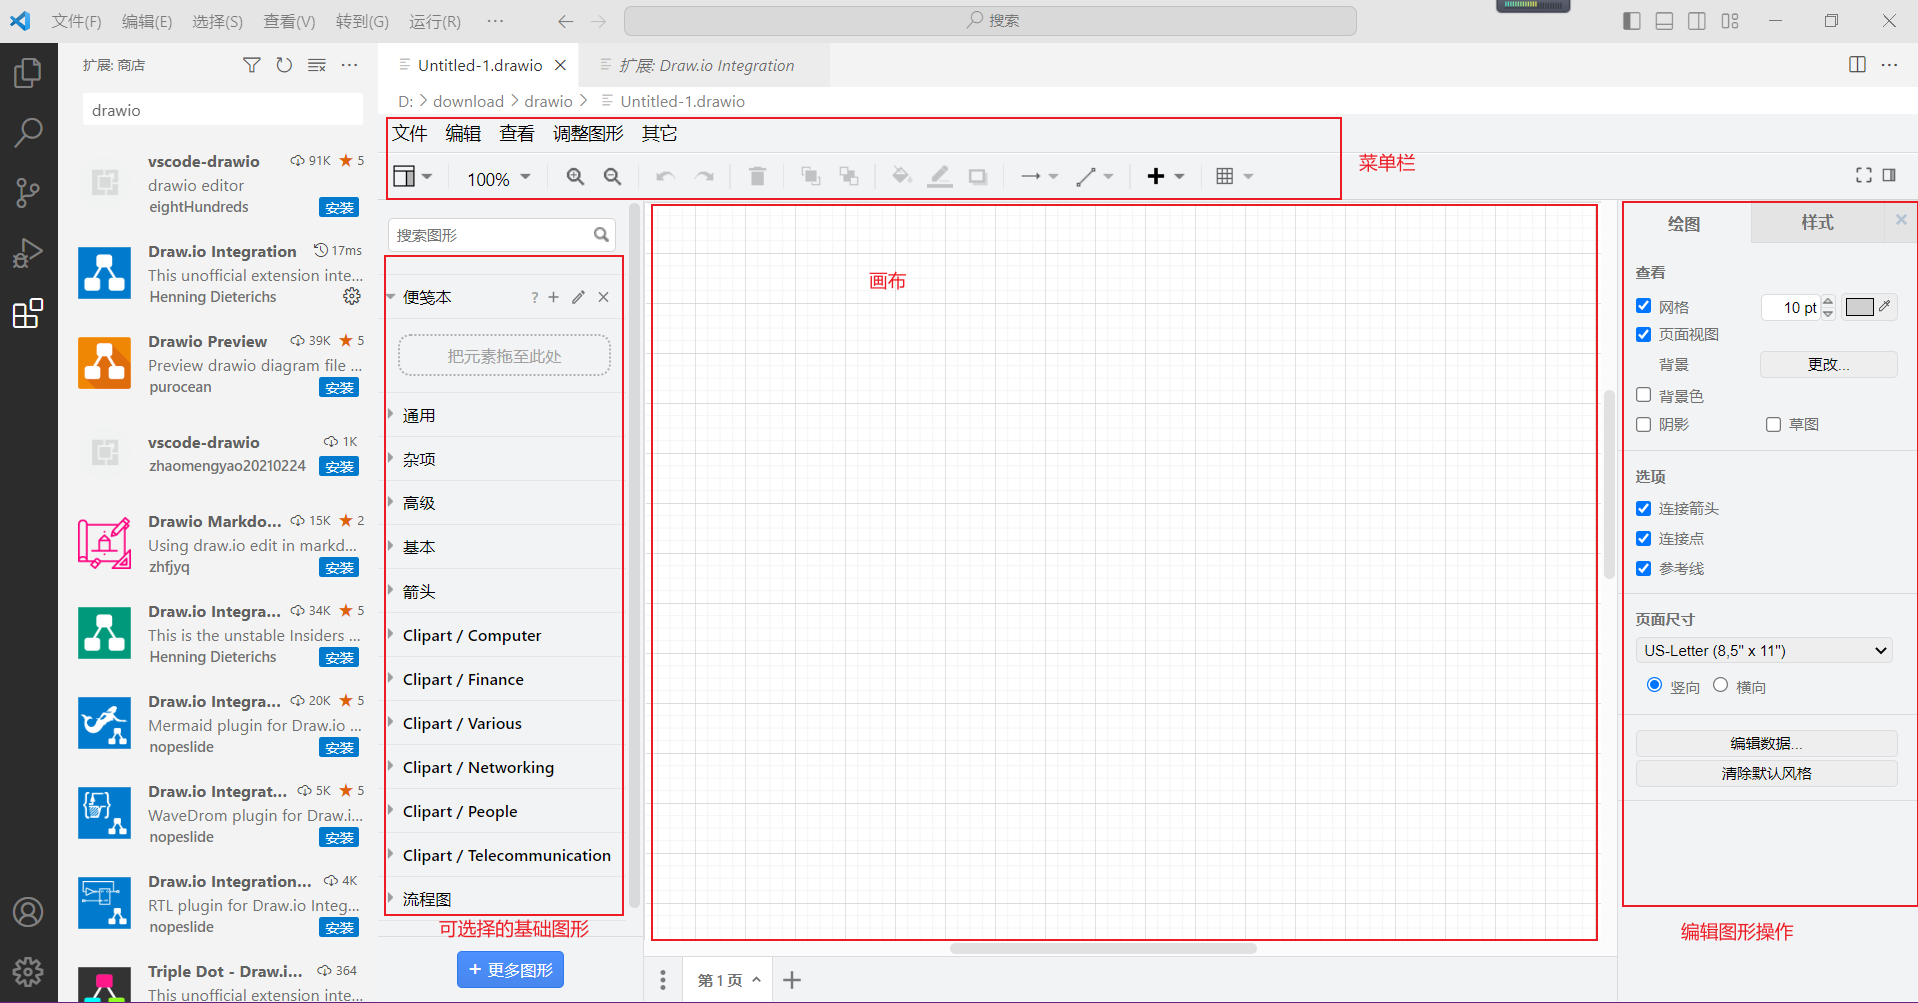 文件(F) 编辑(E) 选择(S) 查看(V) 转到(G) 运行(R) ··· 搜索
扩展: 商店
drawio
vscode-drawio 91K 5
drawio editor
eightHundreds 安装
Draw.io Integration 17ms
This unofficial extension inte...
Henning Dieterichs
Drawio Preview 39K 5
Preview drawio diagram file ...
purocean 安装
vscode-drawio 1K
zhaomengyao20210224 安装
Drawio Markdo... 15K 2
Using draw.io edit in markd...
zhfjyq 安装
Draw.io Integra... 34K 5
This is the unstable Insiders ...
Henning Dieterichs 安装
Draw.io Integra... 20K 5
Mermaid plugin for Draw.io ...
nopeslide 安装
Draw.io Integrat... 5K 5
WaveDrom plugin for Draw.i...
nopeslide 安装
Draw.io Integration... 4K
RTL plugin for Draw.io Integ...
nopeslide 安装
Triple Dot - Draw.i... 364
This unofficial extension inte...
Untitled-1.drawio 扩展: Draw.io Integration
D: > download > drawio > Untitled-1.drawio
文件 编辑 查看 调整图形 其它
100%
菜单栏
搜索图形
便笺本 ?
把元素拖至此处
通用
杂项
高级
基本
箭头
Clipart / Computer
Clipart / Finance
Clipart / Various
Clipart / Networking
Clipart / People
Clipart / Telecommunication
流程图
可选择的基础图形
+ 更多图形
画布
第 1 页
绘图 样式
查看
网格 10 pt
页面视图
背景 更改...
背景色
阴影 草图
选项
连接箭头
连接点
参考线
页面尺寸
US-Letter (8,5" x 11")
竖向 横向
编辑数据...
清除默认风格
编辑图形操作